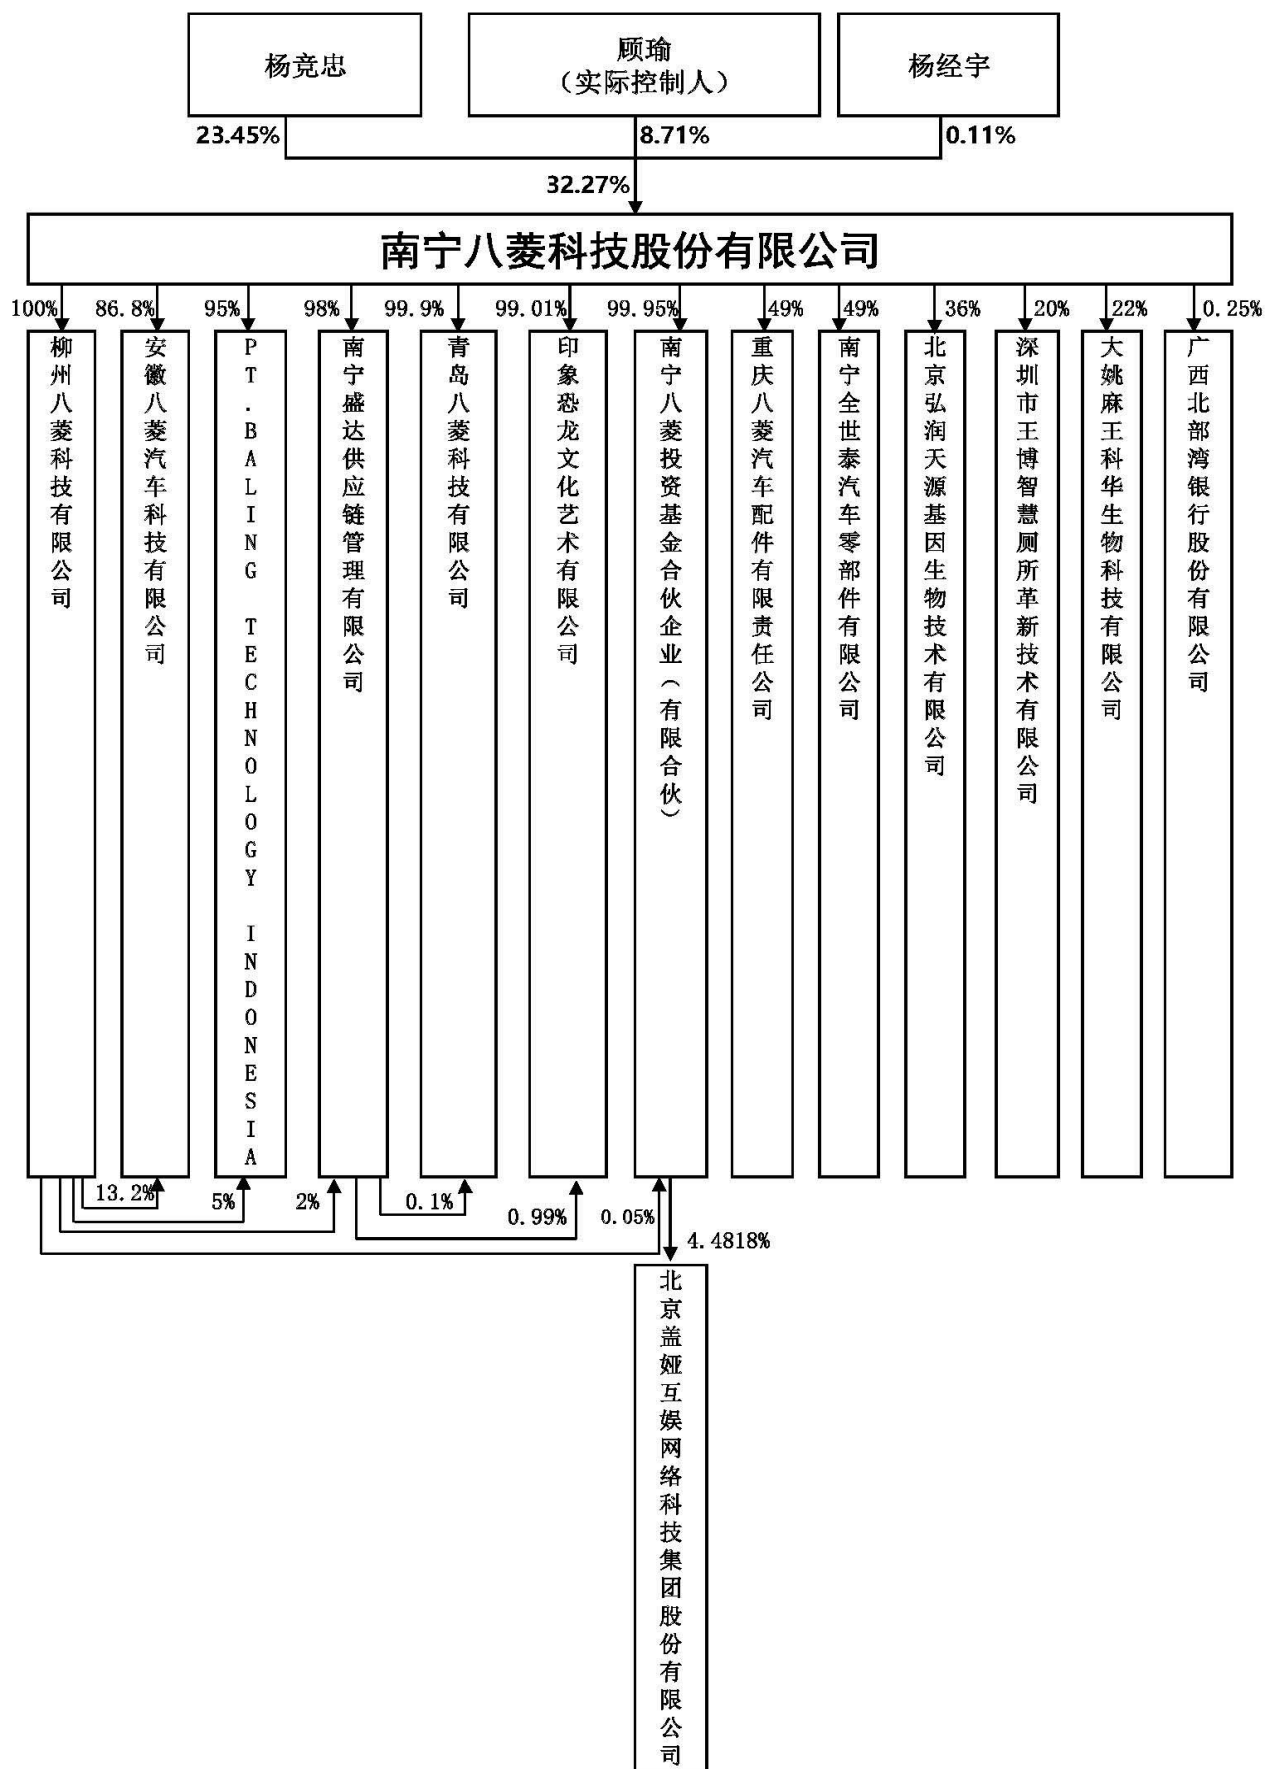 杨竞忠
顾瑜
（实际控制人）
杨经宇
23.45%
8.71%
0.11%
32.27%
南宁八菱科技股份有限公司
100%
86.8%
95%
98%
99.9%
99.01%
99.95%
49%
49%
36%
20%
22%
0.25%
柳州八菱科技有限公司
安徽八菱汽车科技有限公司
PT.BALING TECHNOLOGY INDONESIA
南宁盛达供应链管理有限公司
青岛八菱科技有限公司
印象恐龙文化艺术有限公司
南宁八菱投资基金合伙企业（有限合伙）
重庆八菱汽车配件有限责任公司
南宁全世泰汽车零部件有限公司
北京弘润天源基因生物技术有限公司
深圳市王博智慧厕所革新技术有限公司
大姚麻王科华生物科技有限公司
广西北部湾银行股份有限公司
13.2%
5%
2%
0.1%
0.99%
0.05%
4.4818%
北京盖娅互娱网络科技集团股份有限公司